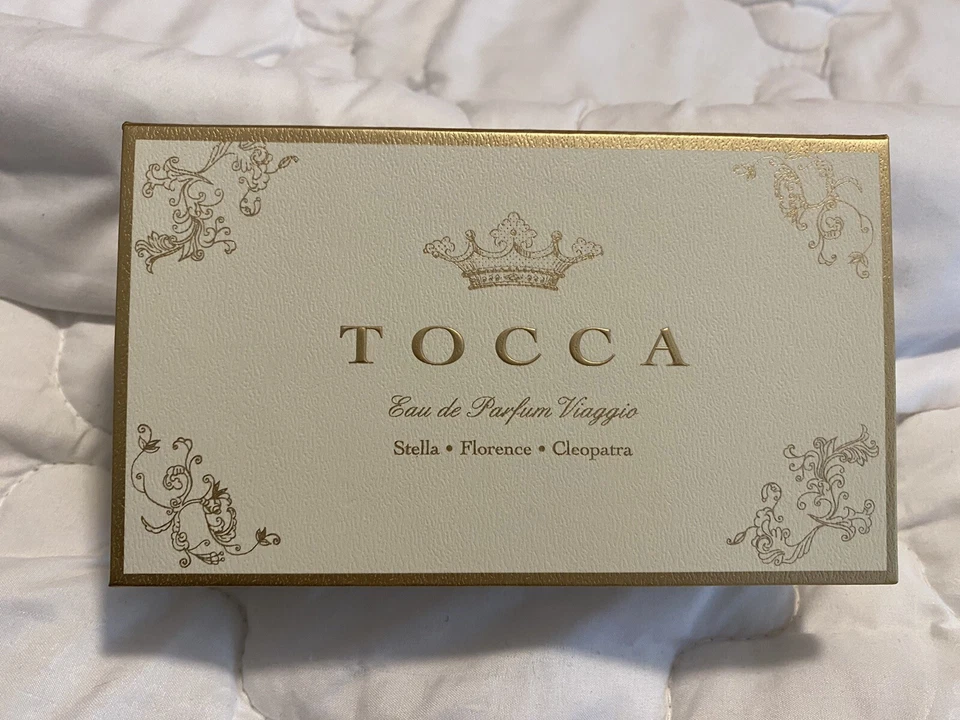 TOCCA
Eau de Parfum Viaggio
Stella • Florence • Cleopatra